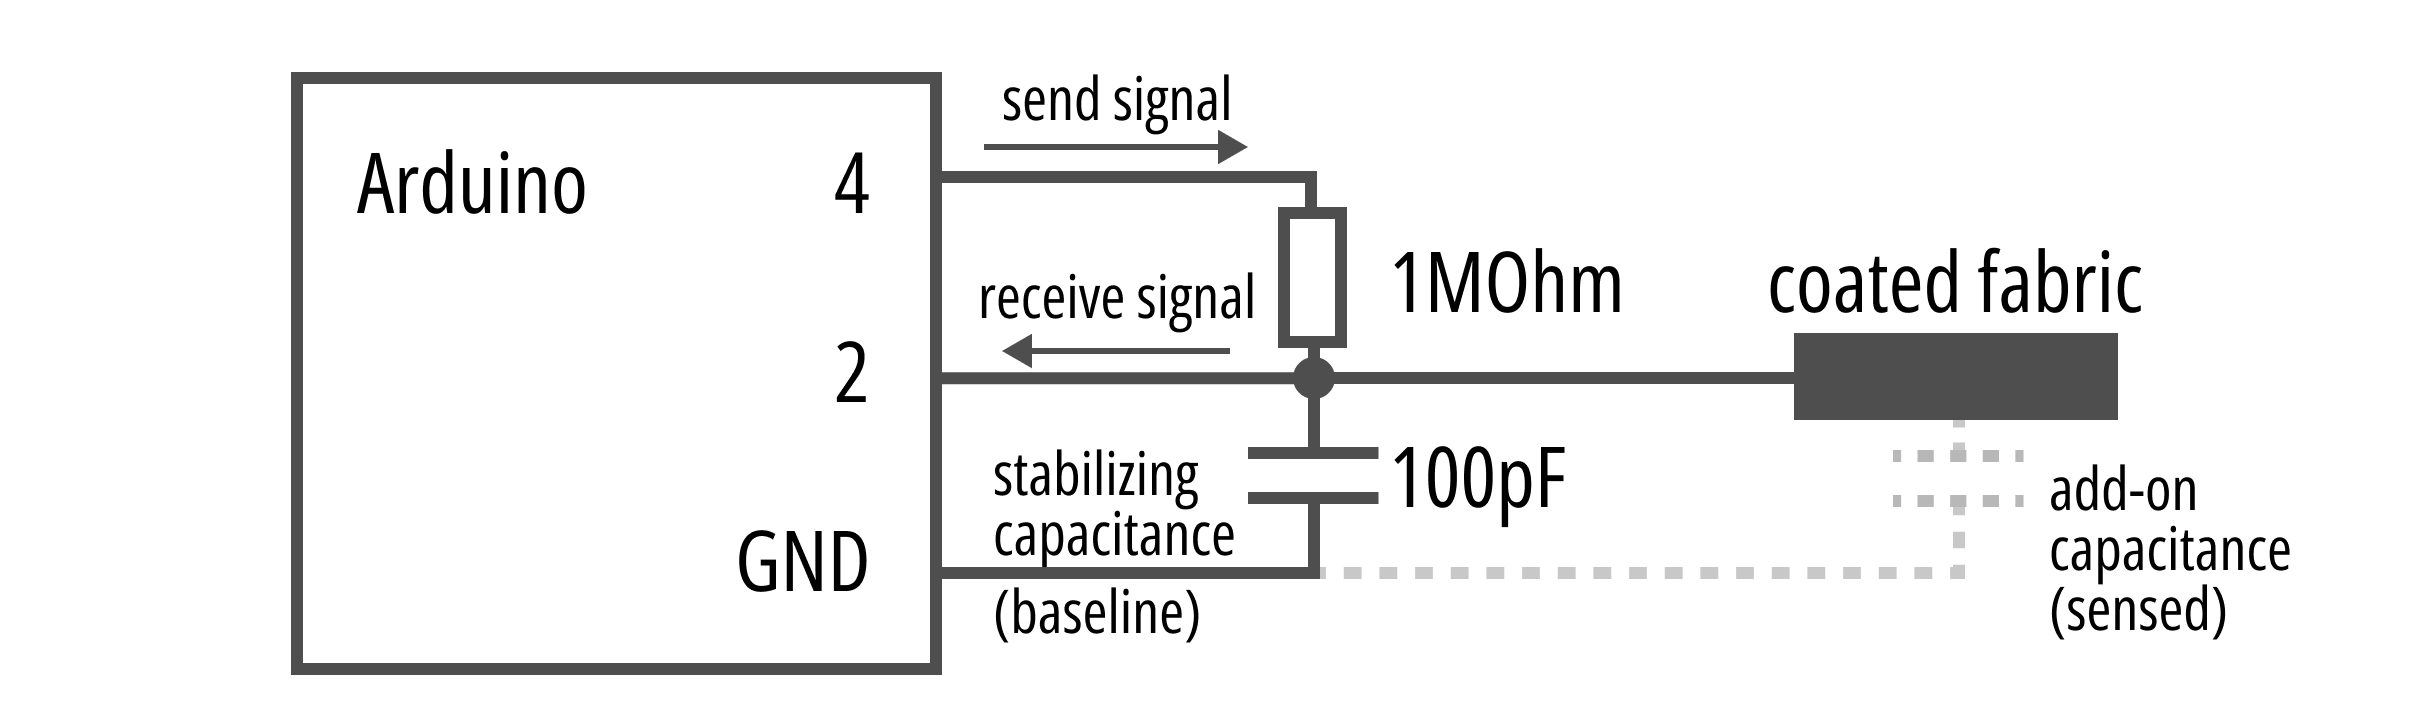 send signal
Arduino
4
receive signal
1MOhm
coated fabric
2
stabilizing
capacitance
(baseline)
100pF
add-on
capacitance
(sensed)
GND